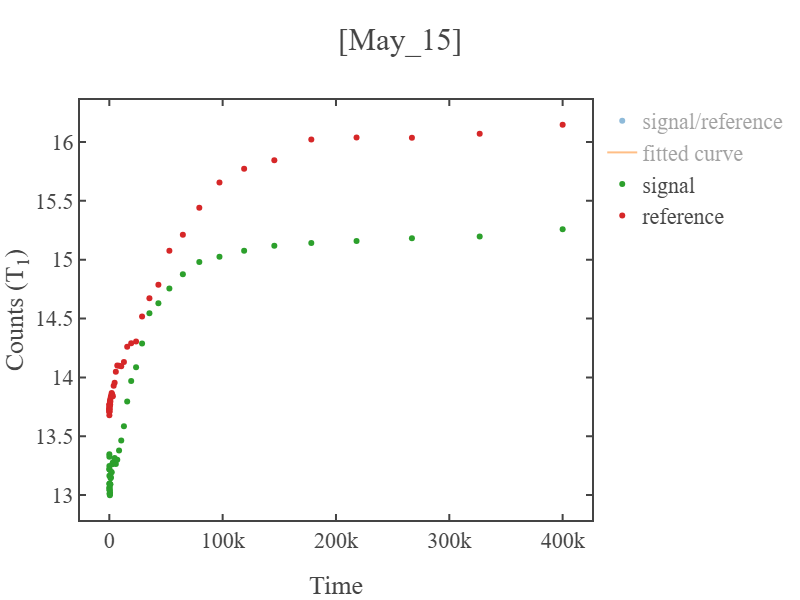 [May_15]
signal/reference
fitted curve
signal
reference
Counts (T1)
16
15.5
15
14.5
14
13.5
13
0 100k 200k 300k 400k
Time